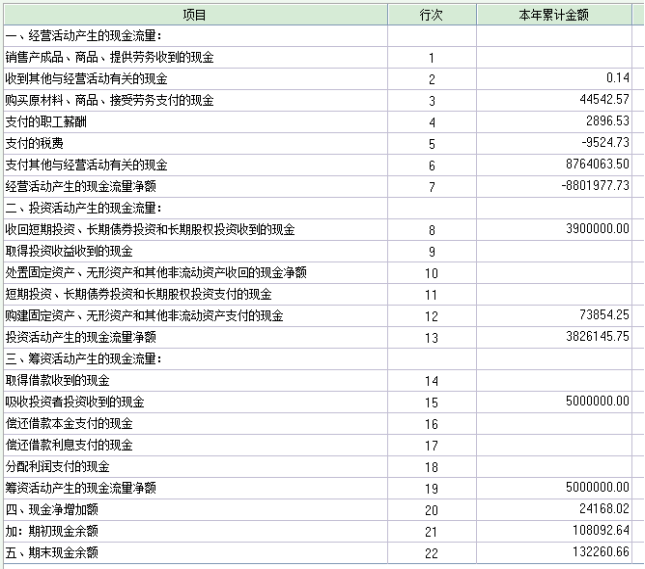 项目 行次 本年累计金额
一、经营活动产生的现金流量：
销售产成品、商品、提供劳务收到的现金 1
收到其他与经营活动有关的现金 2 0.14
购买原材料、商品、接受劳务支付的现金 3 44542.57
支付的职工薪酬 4 2896.53
支付的税费 5 -9524.73
支付其他与经营活动有关的现金 6 8764063.50
经营活动产生的现金流量净额 7 -8801977.73
二、投资活动产生的现金流量：
收回短期投资、长期债券投资和长期股权投资收到的现金 8 3900000.00
取得投资收益收到的现金 9
处置固定资产、无形资产和其他非流动资产收回的现金净额 10
短期投资、长期债券投资和长期股权投资支付的现金 11
购建固定资产、无形资产和其他非流动资产支付的现金 12 73854.25
投资活动产生的现金流量净额 13 3826145.75
三、筹资活动产生的现金流量：
取得借款收到的现金 14
吸收投资者投资收到的现金 15 5000000.00
偿还借款本金支付的现金 16
偿还借款利息支付的现金 17
分配利润支付的现金 18
筹资活动产生的现金流量净额 19 5000000.00
四、现金净增加额 20 24168.02
加：期初现金余额 21 108092.64
五、期末现金余额 22 132260.66